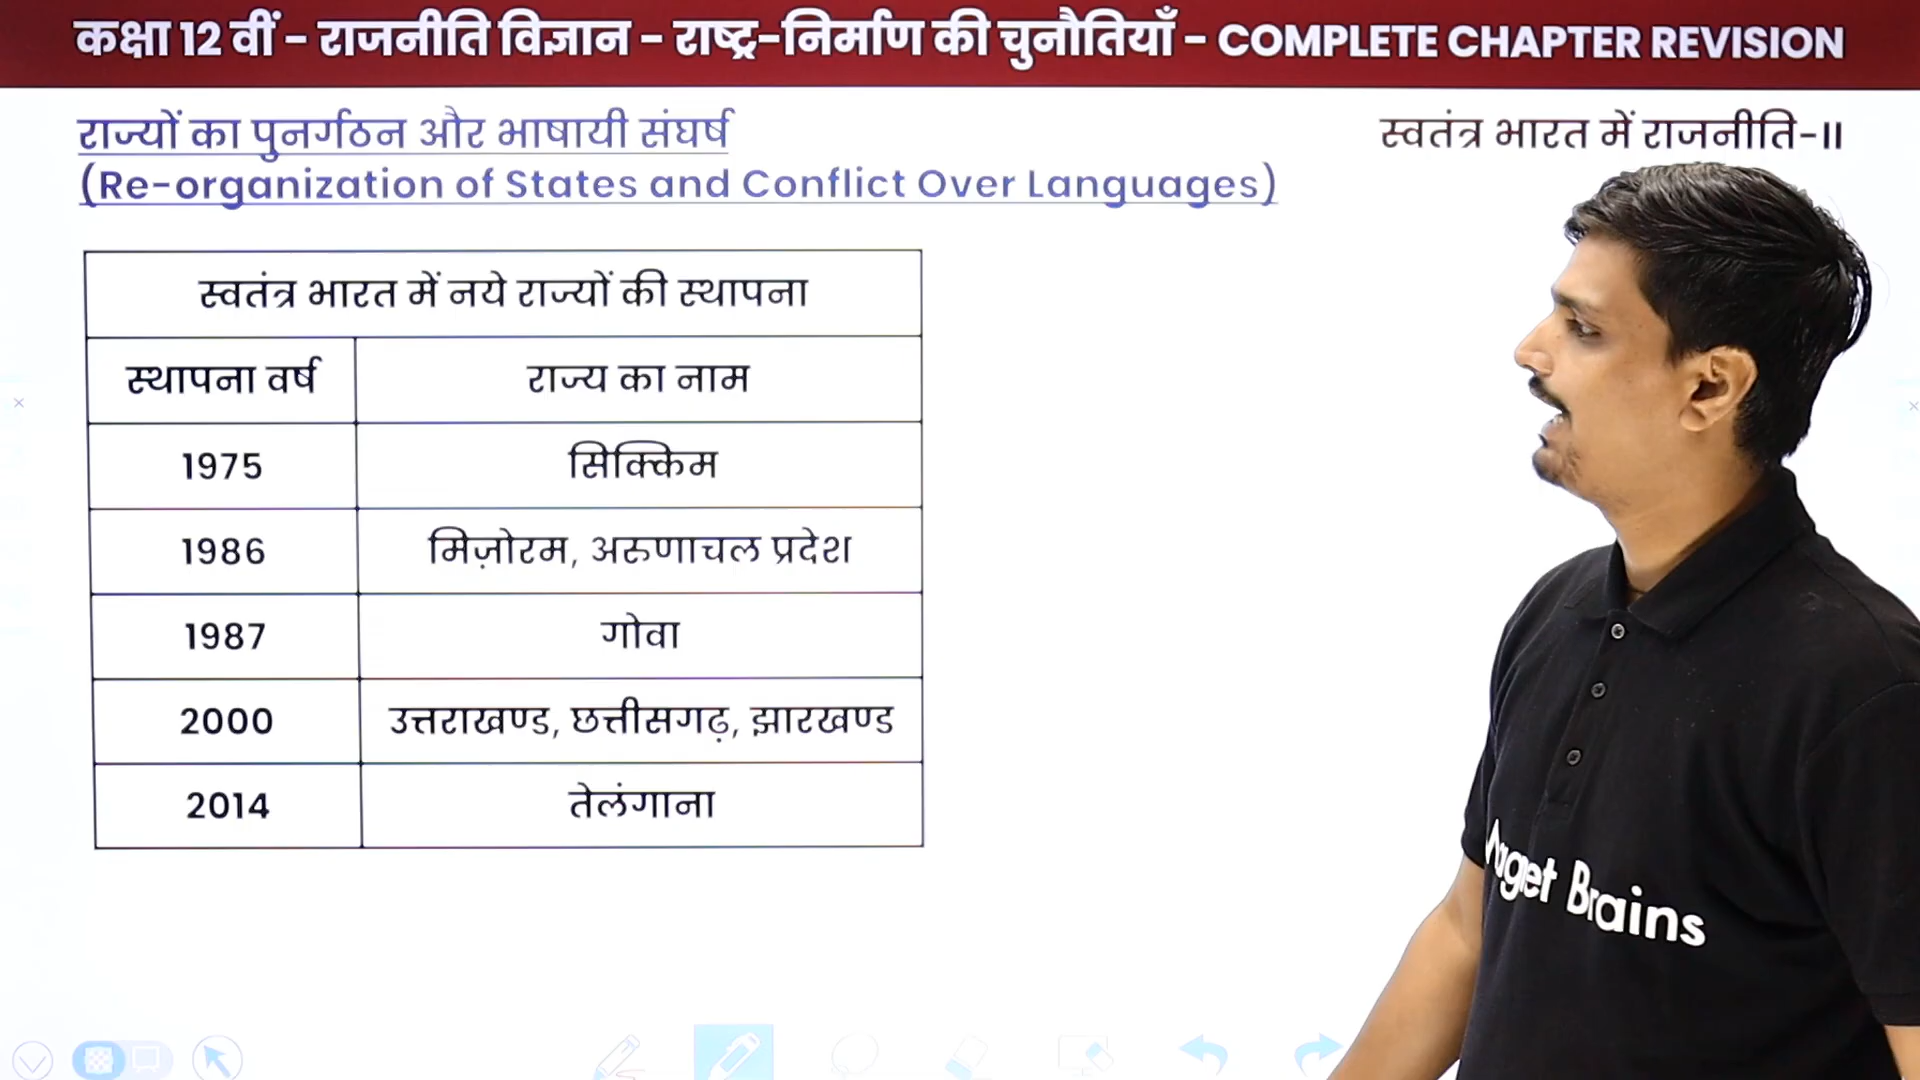 कक्षा 12 वीं - राजनीति विज्ञान - राष्ट्र-निर्माण की चुनौतियाँ - COMPLETE CHAPTER REVISION
राज्यों का पुनर्गठन और भाषायी संघर्ष
स्वतंत्र भारत में राजनीति-II
(Re-organization of States and Conflict Over Languages)
स्वतंत्र भारत में नये राज्यों की स्थापना
स्थापना वर्ष राज्य का नाम
1975 सिक्किम
1986 मिज़ोरम, अरुणाचल प्रदेश
1987 गोवा
2000 उत्तराखण्ड, छत्तीसगढ़, झारखण्ड
2014 तेलंगाना
Brains